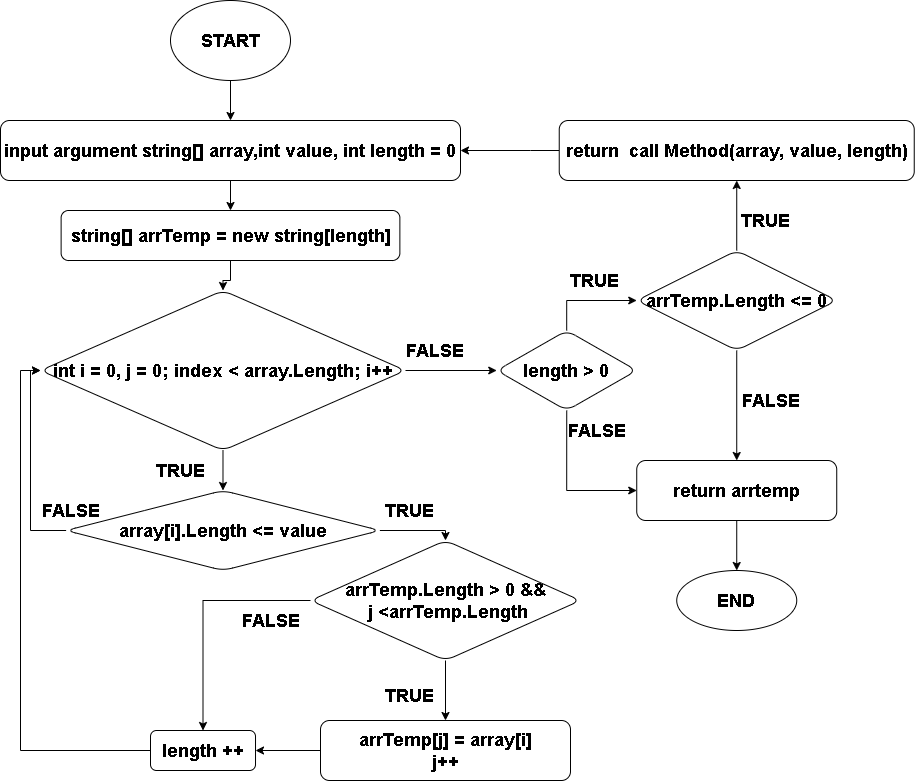 START
input argument string[] array,int value, int length = 0
return  call Method(array, value, length)
string[] arrTemp = new string[length]
TRUE
TRUE
arrTemp.Length <= 0
int i = 0, j = 0; index < array.Length; i++
FALSE
length > 0
FALSE
FALSE
TRUE
return arrtemp
FALSE
array[i].Length <= value
TRUE
arrTemp.Length > 0 &&
j <arrTemp.Length
FALSE
END
TRUE
arrTemp[j] = array[i]
j++
length ++